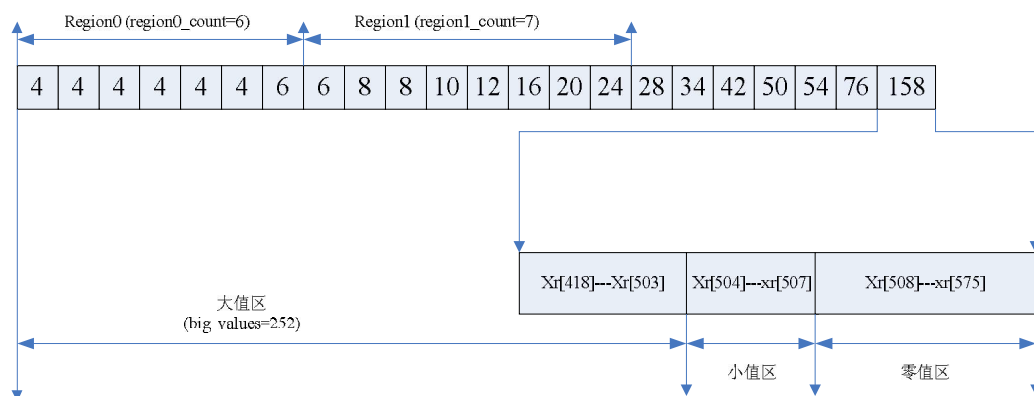 Region0 (region0_count=6) Region1 (region1_count=7)
4 4 4 4 4 4 6 6 8 8 10 12 16 20 24 28 34 42 50 54 76 158
Xr[418]---Xr[503] Xr[504]---xr[507] Xr[508]---xr[575]
大值区
(big values=252)
小值区 零值区